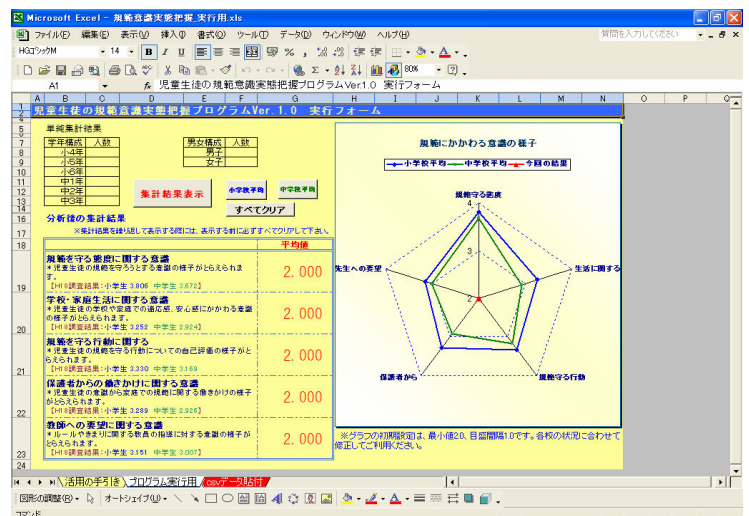 Microsoft Excel - 規範意識実態把握_実行用.xls
ファイル(F) 編集(E) 表示(V) 挿入(I) 書式(O) ツール(T) データ(D) ウィンドウ(W) ヘルプ(H) 質問を入力してください
HGゴシックM 14 B I U
80%
A1 fx 児童生徒の規範意識実態把握プログラムVer.1.0 実行フォーム
A B C D E F G H I J K L M N O P Q
1 児童生徒の規範意識実態把握プログラムVer.1.0 実行フォーム
5 単純集計結果
7 学年構成 人数 男女構成 人数 規範にかかわる意識の様子
8 小4年 男子
9 小5年 女子 小学校平均 中学校平均 今回の結果
10 小6年
11 中1年
12 中2年 集計結果表示 小学校平均 中学校平均
13 中3年
14 すべてクリア
16 分析後の集計結果
17 ※集計結果を繰り返して表示する際には、表示する前に必ずすべてクリアして下さい。
18 平均値
規範を守る態度に関する意識
*児童生徒の規範を守ろうとする意識の様子がとらえられます。
2.000
19 【H18調査結果:小学生 3.806 中学生 3.672】
学校・家庭生活に関する意識
*児童生徒の学校や家庭での適応感、安心感にかかわる意識の様子がとらえられます。
2.000
20 【H18調査結果:小学生 3.252 中学生 2.924】
規範を守る行動に関する
*児童生徒の規範を守る行動についての自己評価の様子がとらえられます。
2.000
21 【H18調査結果:小学生 3.330 中学生 3.159
保護者からの働きかけに関する意識
*児童生徒の意識から家庭での規範に関する働きかけの様子がとらえられます。
2.000
22 【H18調査結果:小学生 3.289 中学生 2.926】
教師への要望に関する意識
*ルールやきまりに関する教員の指導に対する意識の様子がとらえられます。
2.000
23 【H18調査結果:小学生 3.151 中学生 3.007】
24
規範守る態度
4
3
2
先生への要望
生活に関する
保護者から
規範守る行動
※グラフの初期設定は、最小値2.0、目盛間隔1.0です。各校の状況に合わせて修正してご利用ください。
活用の手引き プログラム実行用 csvデータ貼付
図形の調整(R) オートシェイプ(U)
コマンド